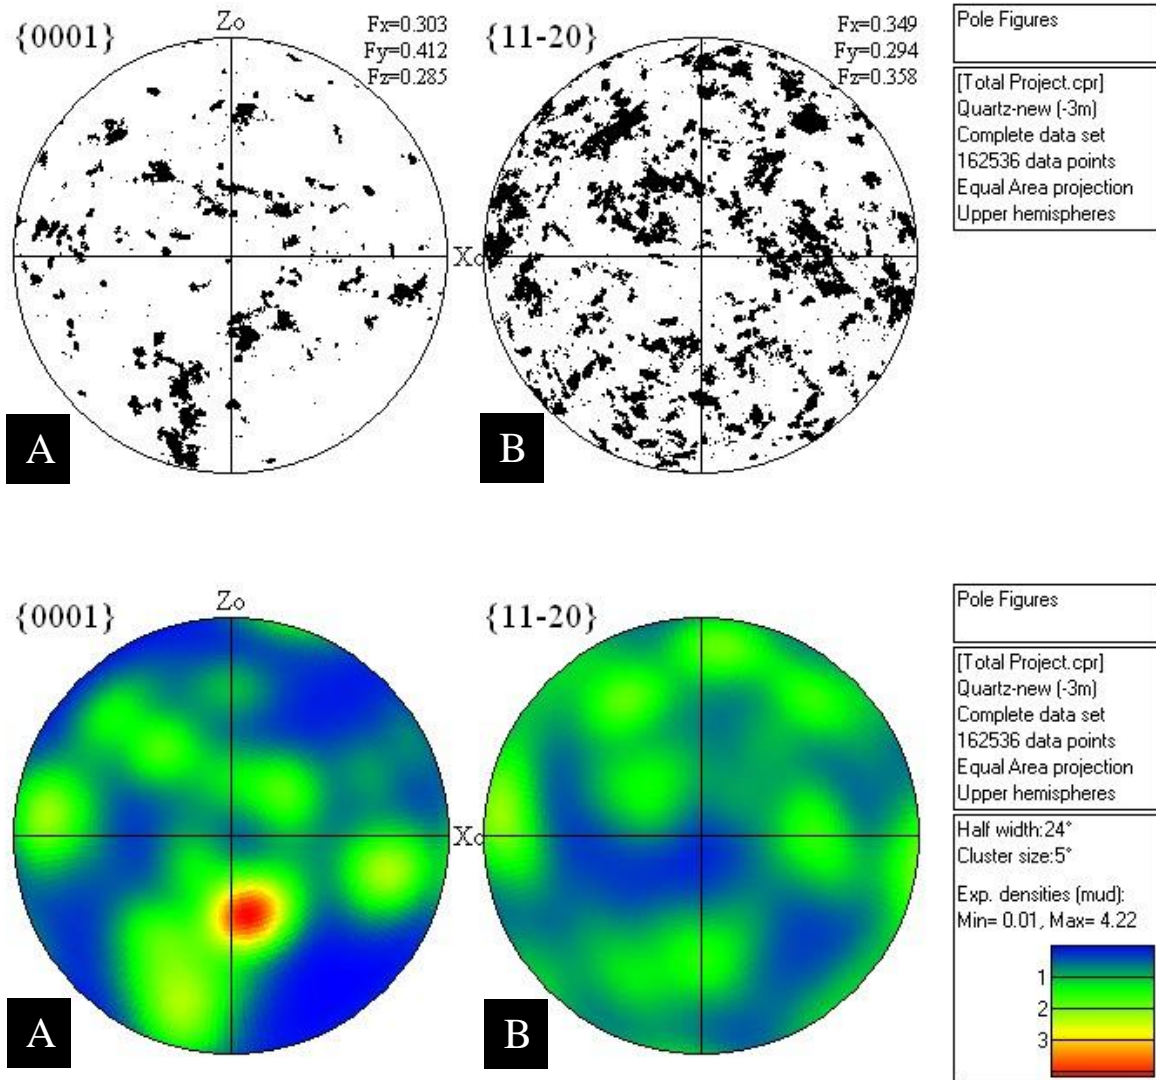 {0001}
Zo
Fx=0.303
Fy=0.412
Fz=0.285
Xo
A
{11-20}
Fx=0.349
Fy=0.294
Fz=0.358
B
Pole Figures
[Total Project.cpr]
Quartz-new (-3m)
Complete data set
162536 data points
Equal Area projection
Upper hemispheres
{0001}
Zo
Xo
A
{11-20}
B
Pole Figures
[Total Project.cpr]
Quartz-new (-3m)
Complete data set
162536 data points
Equal Area projection
Upper hemispheres
Half width:24°
Cluster size:5°
Exp. densities (mud):
Min= 0.01, Max= 4.22
1
2
3